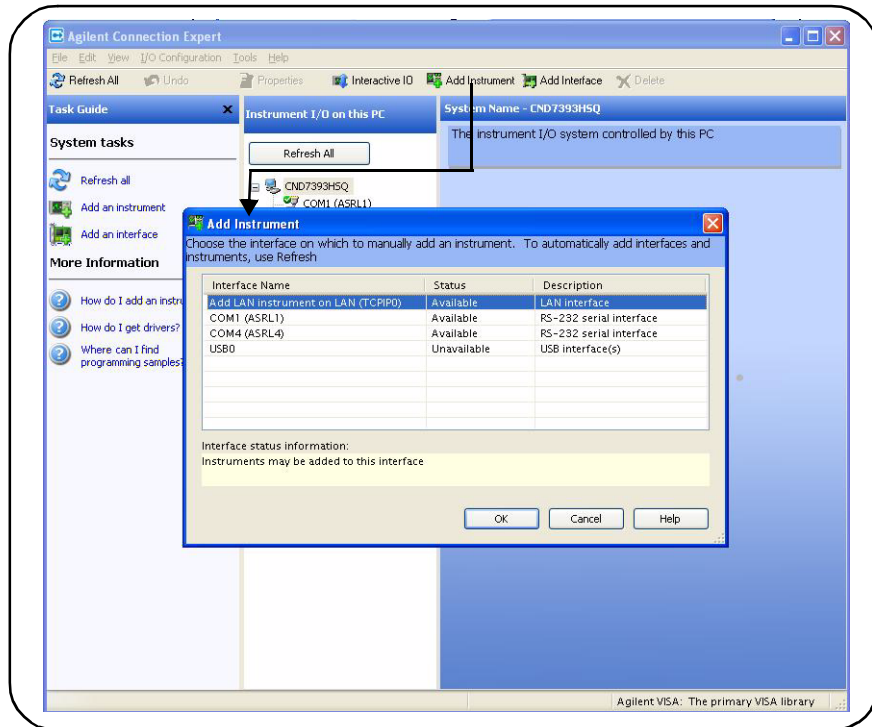 Agilent Connection Expert
File Edit View I/O Configuration Tools Help
Refresh All Undo Properties Interactive IO Add Instrument Add Interface Delete
Task Guide
System tasks
Refresh all
Add an instrument
Add an interface
More Information
How do I add an instru
How do I get drivers?
Where can I find
programming samples?
Instrument I/O on this PC
Refresh All
CND7393HSQ
COM1 (ASRL1)
System Name - CND7393HSQ
The instrument I/O system controlled by this PC
Add Instrument
Choose the interface on which to manually add an instrument. To automatically add interfaces and
instruments, use Refresh
Interface Name Status Description
Add LAN instrument on LAN (TCPIP0) Available LAN interface
COM1 (ASRL1) Available RS-232 serial interface
COM4 (ASRL4) Available RS-232 serial interface
USB0 Unavailable USB interface(s)
Interface status information:
Instruments may be added to this interface
OK Cancel Help
Agilent VISA: The primary VISA library